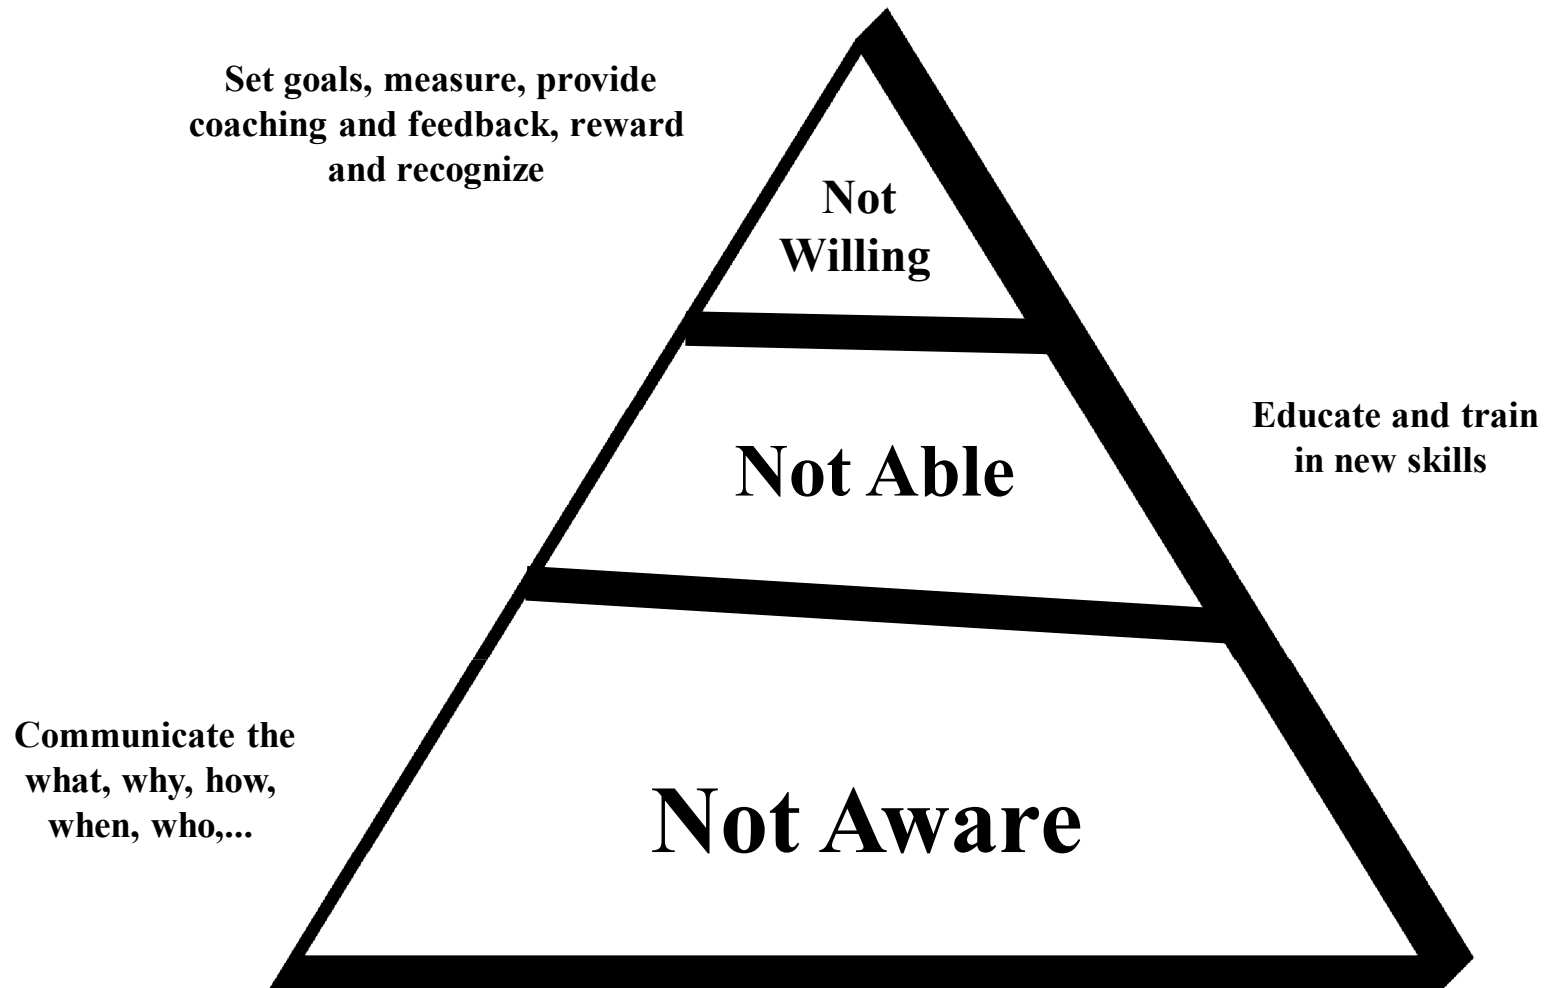 Set goals, measure, provide
coaching and feedback, reward
and recognize
Not
Willing
Educate and train
in new skills
Not Able
Communicate the
what, why, how,
when, who,...
Not Aware